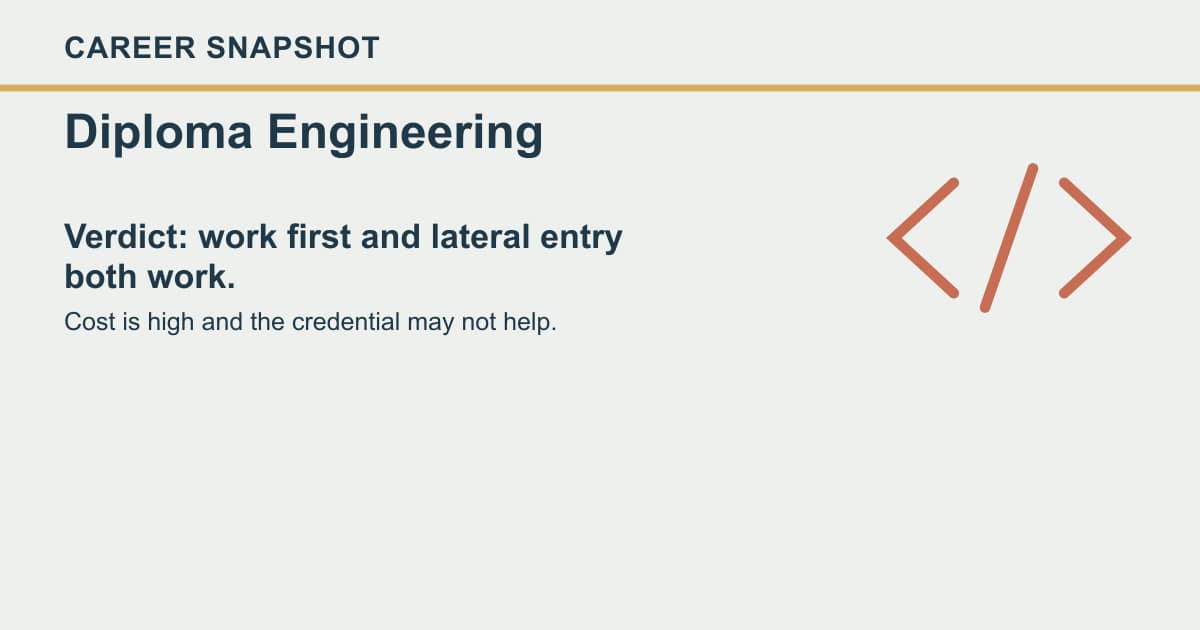 CAREER SNAPSHOT
Diploma Engineering
Verdict: work first and lateral entry
both work.
Cost is high and the credential may not help.